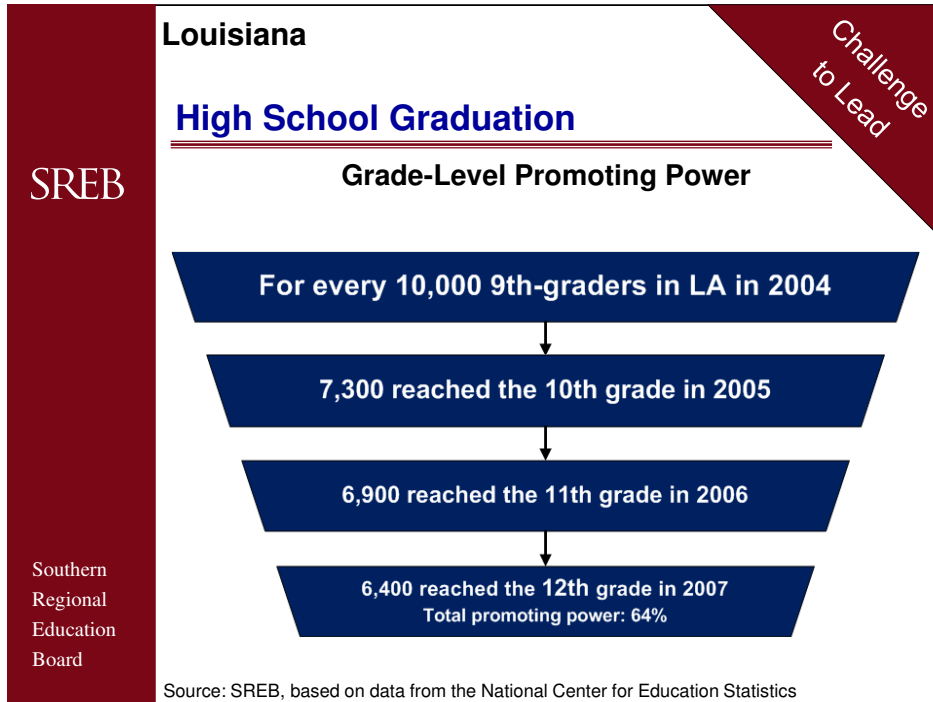 Louisiana
Challenge
to Lead
High School Graduation
SREB
Grade-Level Promoting Power
For every 10,000 9th-graders in LA in 2004
7,300 reached the 10th grade in 2005
6,900 reached the 11th grade in 2006
6,400 reached the 12th grade in 2007
Total promoting power: 64%
Southern
Regional
Education
Board
Source: SREB, based on data from the National Center for Education Statistics